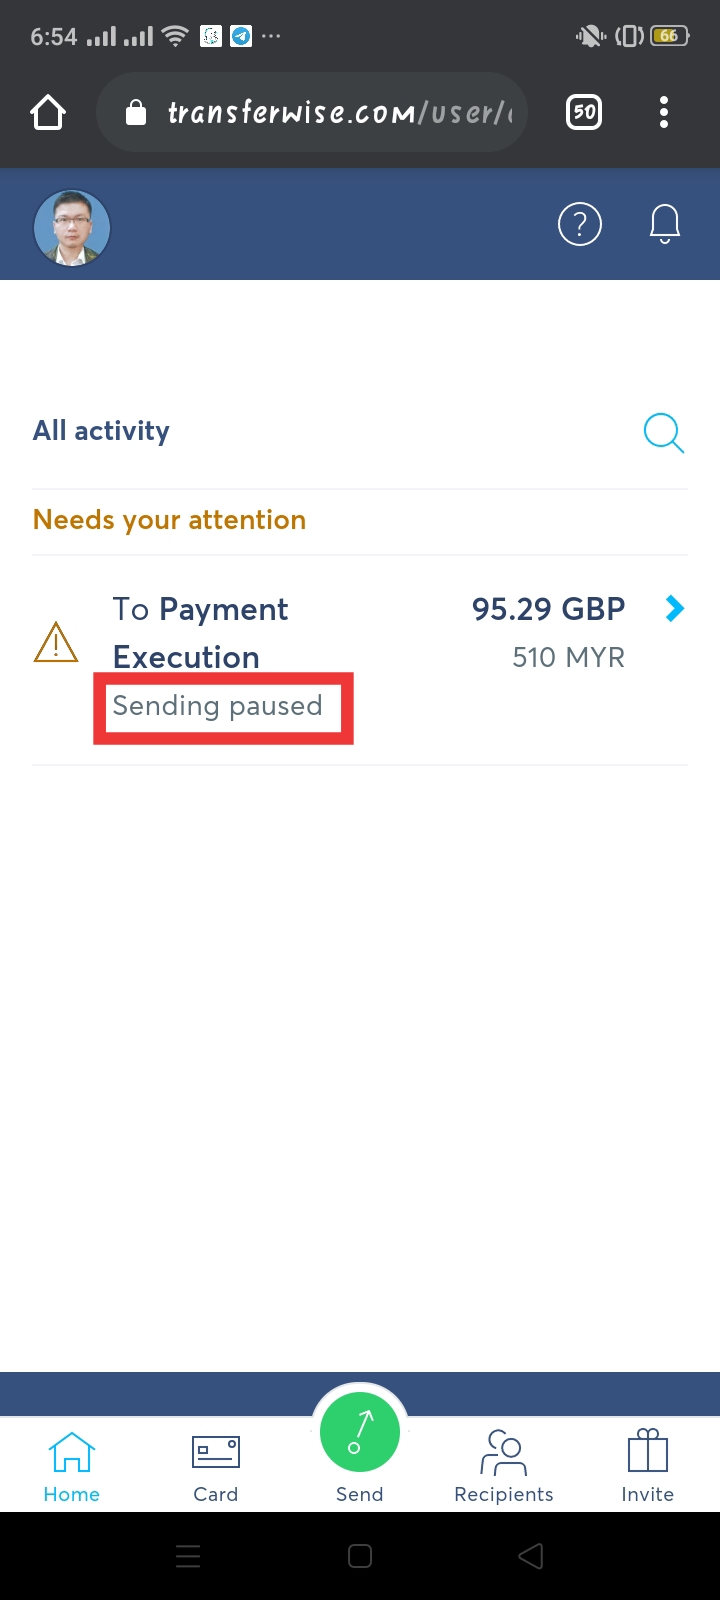 6:54
66
transferwise.com/user/
50
?
All activity
Needs your attention
To Payment Execution
95.29 GBP
510 MYR
Sending paused
Home
Card
Send
Recipients
Invite